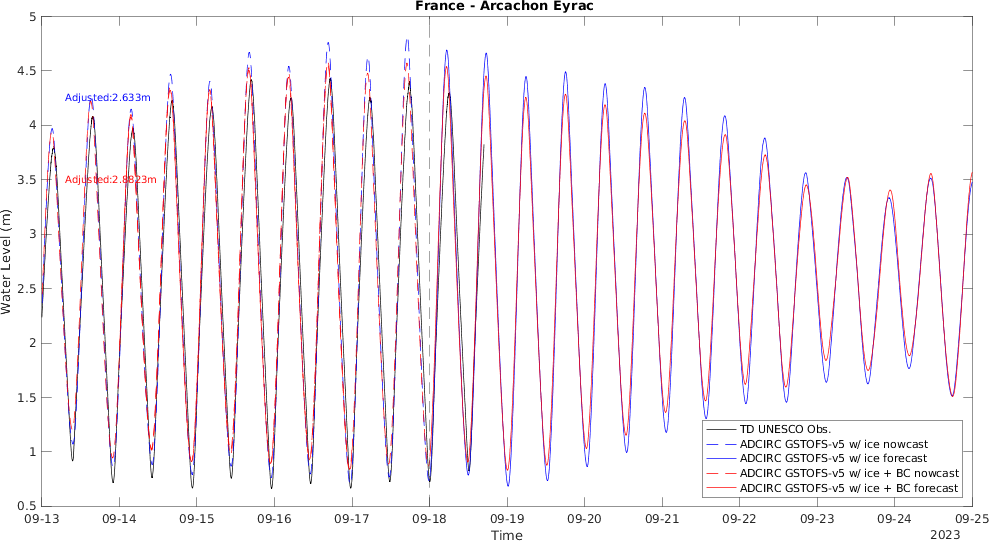 France - Arcachon Eyrac
Water Level (m)
5
4.5
4
3.5
3
2.5
2
1.5
1
0.5
Adjusted:2.633m
Adjusted:2.8823m
TD UNESCO Obs.
ADCIRC GSTOFS-v5 w/ ice nowcast
ADCIRC GSTOFS-v5 w/ ice forecast
ADCIRC GSTOFS-v5 w/ ice + BC nowcast
ADCIRC GSTOFS-v5 w/ ice + BC forecast
09-13 09-14 09-15 09-16 09-17 09-18 09-19 09-20 09-21 09-22 09-23 09-24 09-25
Time
2023